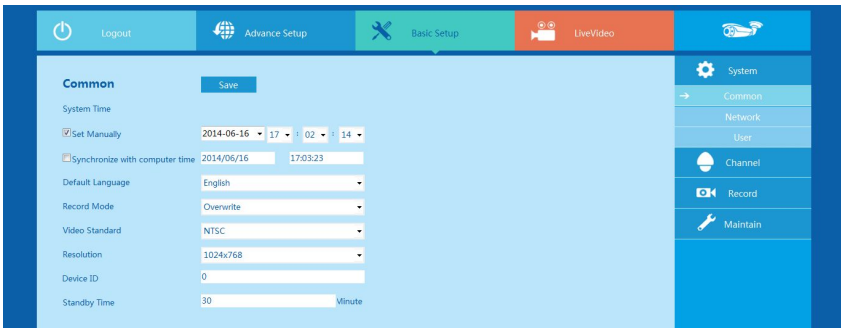 Logout Advance Setup Basic Setup LiveVideo
Common Save
System Time
Set Manually 2014-06-16 17 : 02 : 14
Synchronize with computer time 2014/06/16 17:03:23
Default Language English
Record Mode Overwrite
Video Standard NTSC
Resolution 1024x768
Device ID 0
Standby Time 30 Minute
System
Common
Network
User
Channel
Record
Maintain